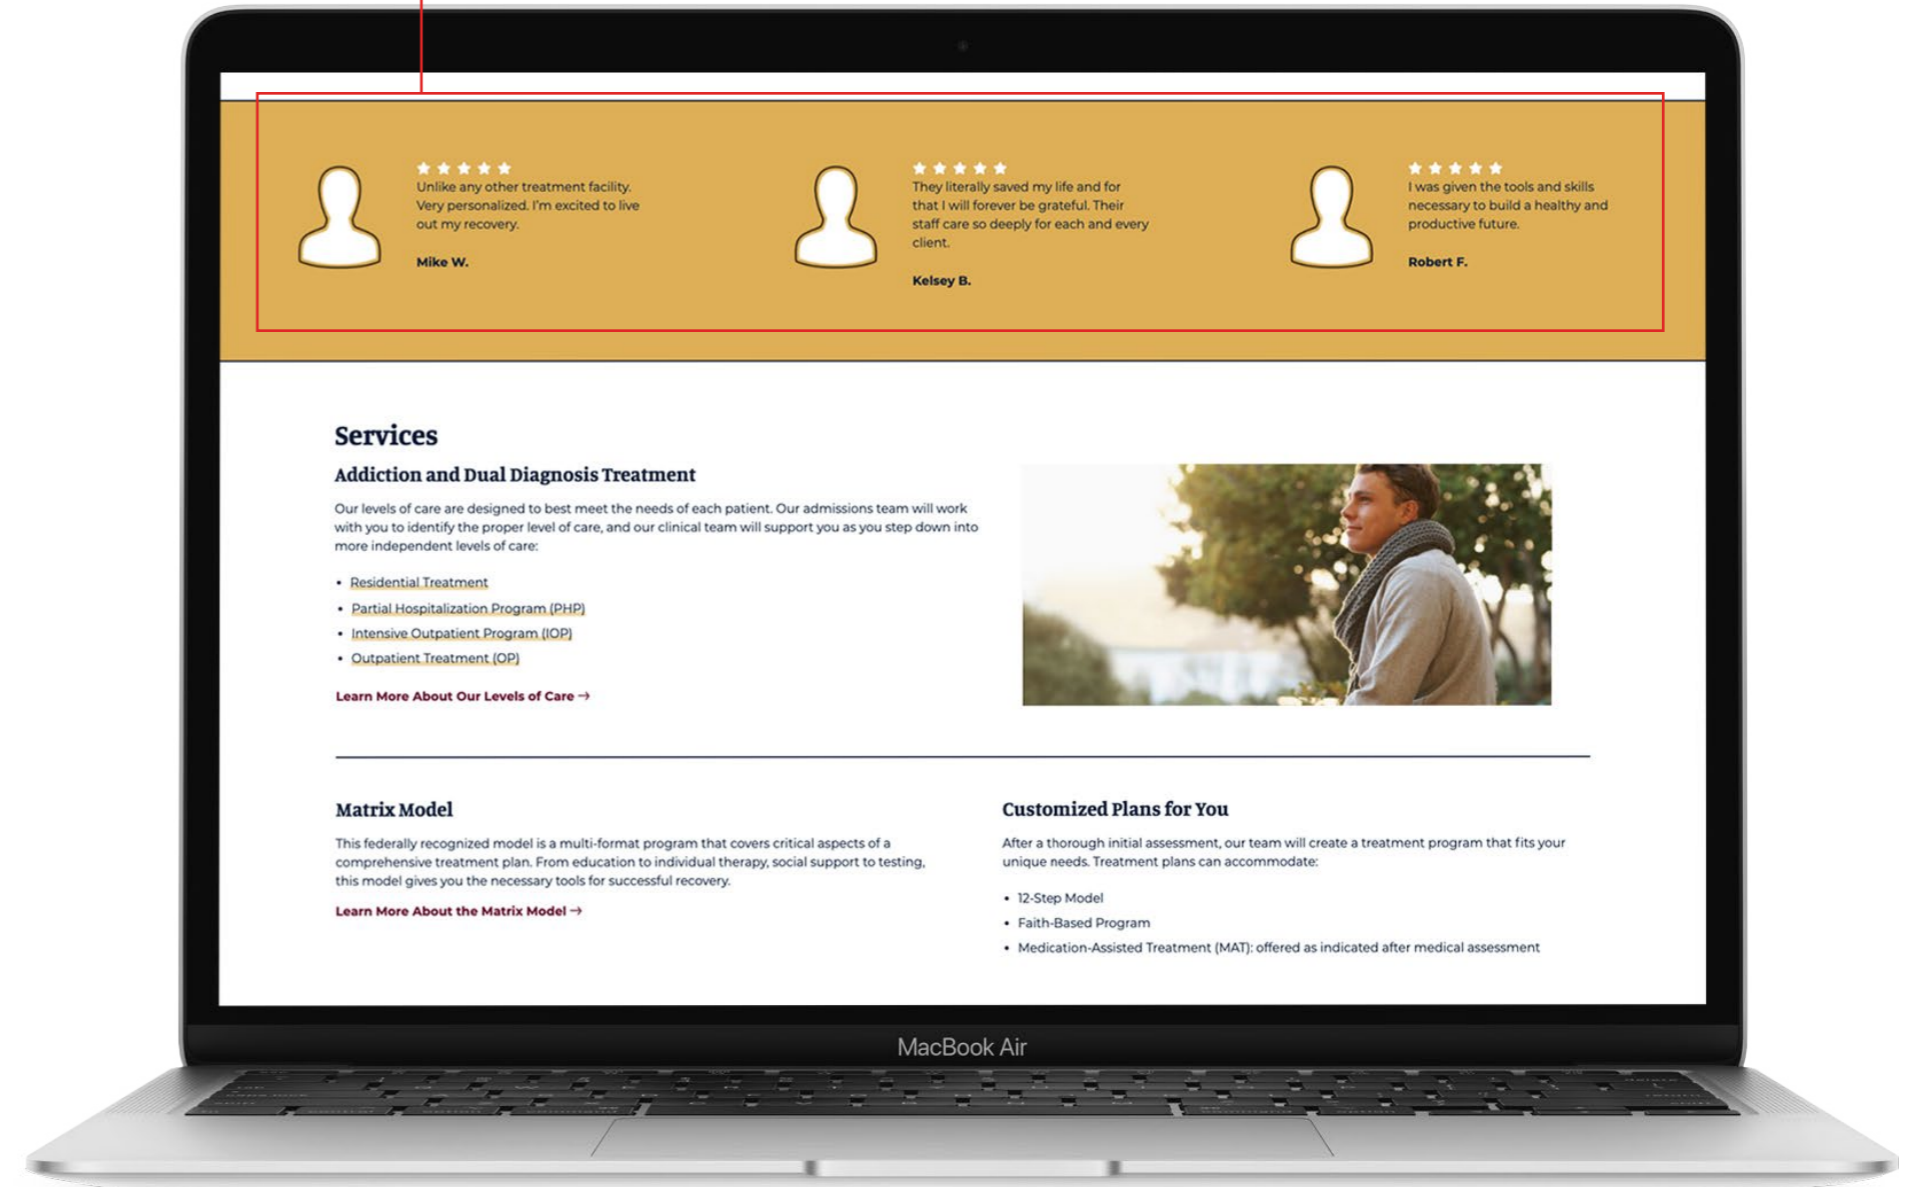 Unlike any other treatment facility.
Very personalized. I'm excited to live
out my recovery.
Mike W.
They literally saved my life and for
that I will forever be grateful. Their
staff care so deeply for each and every
client.
Kelsey B.
I was given the tools and skills
necessary to build a healthy and
productive future.
Robert F.
Services
Addiction and Dual Diagnosis Treatment
Our levels of care are designed to best meet the needs of each patient. Our admissions team will work
with you to identify the proper level of care, and our clinical team will support you as you step down into
more independent levels of care:
• Residential Treatment
• Partial Hospitalization Program (PHP)
• Intensive Outpatient Program (IOP)
• Outpatient Treatment (OP)
Learn More About Our Levels of Care →
Matrix Model
This federally recognized model is a multi-format program that covers critical aspects of a
comprehensive treatment plan. From education to individual therapy, social support to testing,
this model gives you the necessary tools for successful recovery.
Learn More About the Matrix Model →
Customized Plans for You
After a thorough initial assessment, our team will create a treatment program that fits your
unique needs. Treatment plans can accommodate:
• 12-Step Model
• Faith-Based Program
• Medication-Assisted Treatment (MAT): offered as indicated after medical assessment
MacBook Air